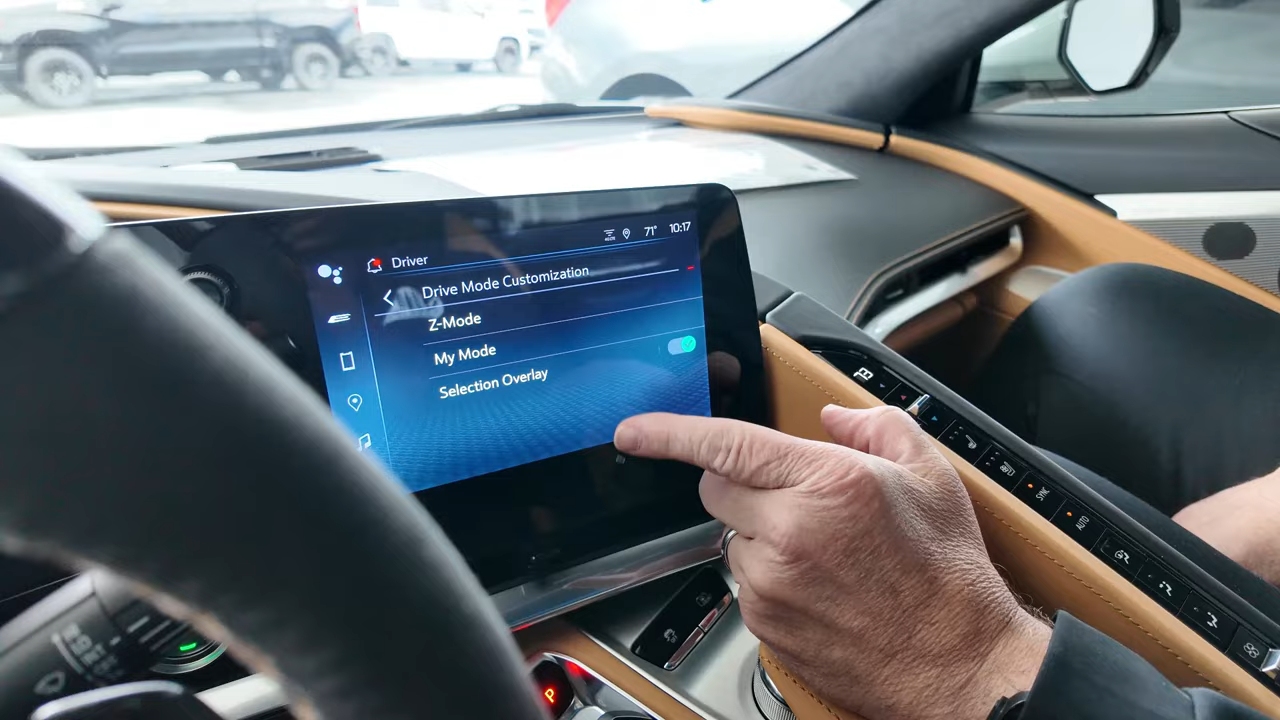 71° 10:17
Driver
Drive Mode Customization
Z-Mode
My Mode
Selection Overlay
SYNC
AUTO
P